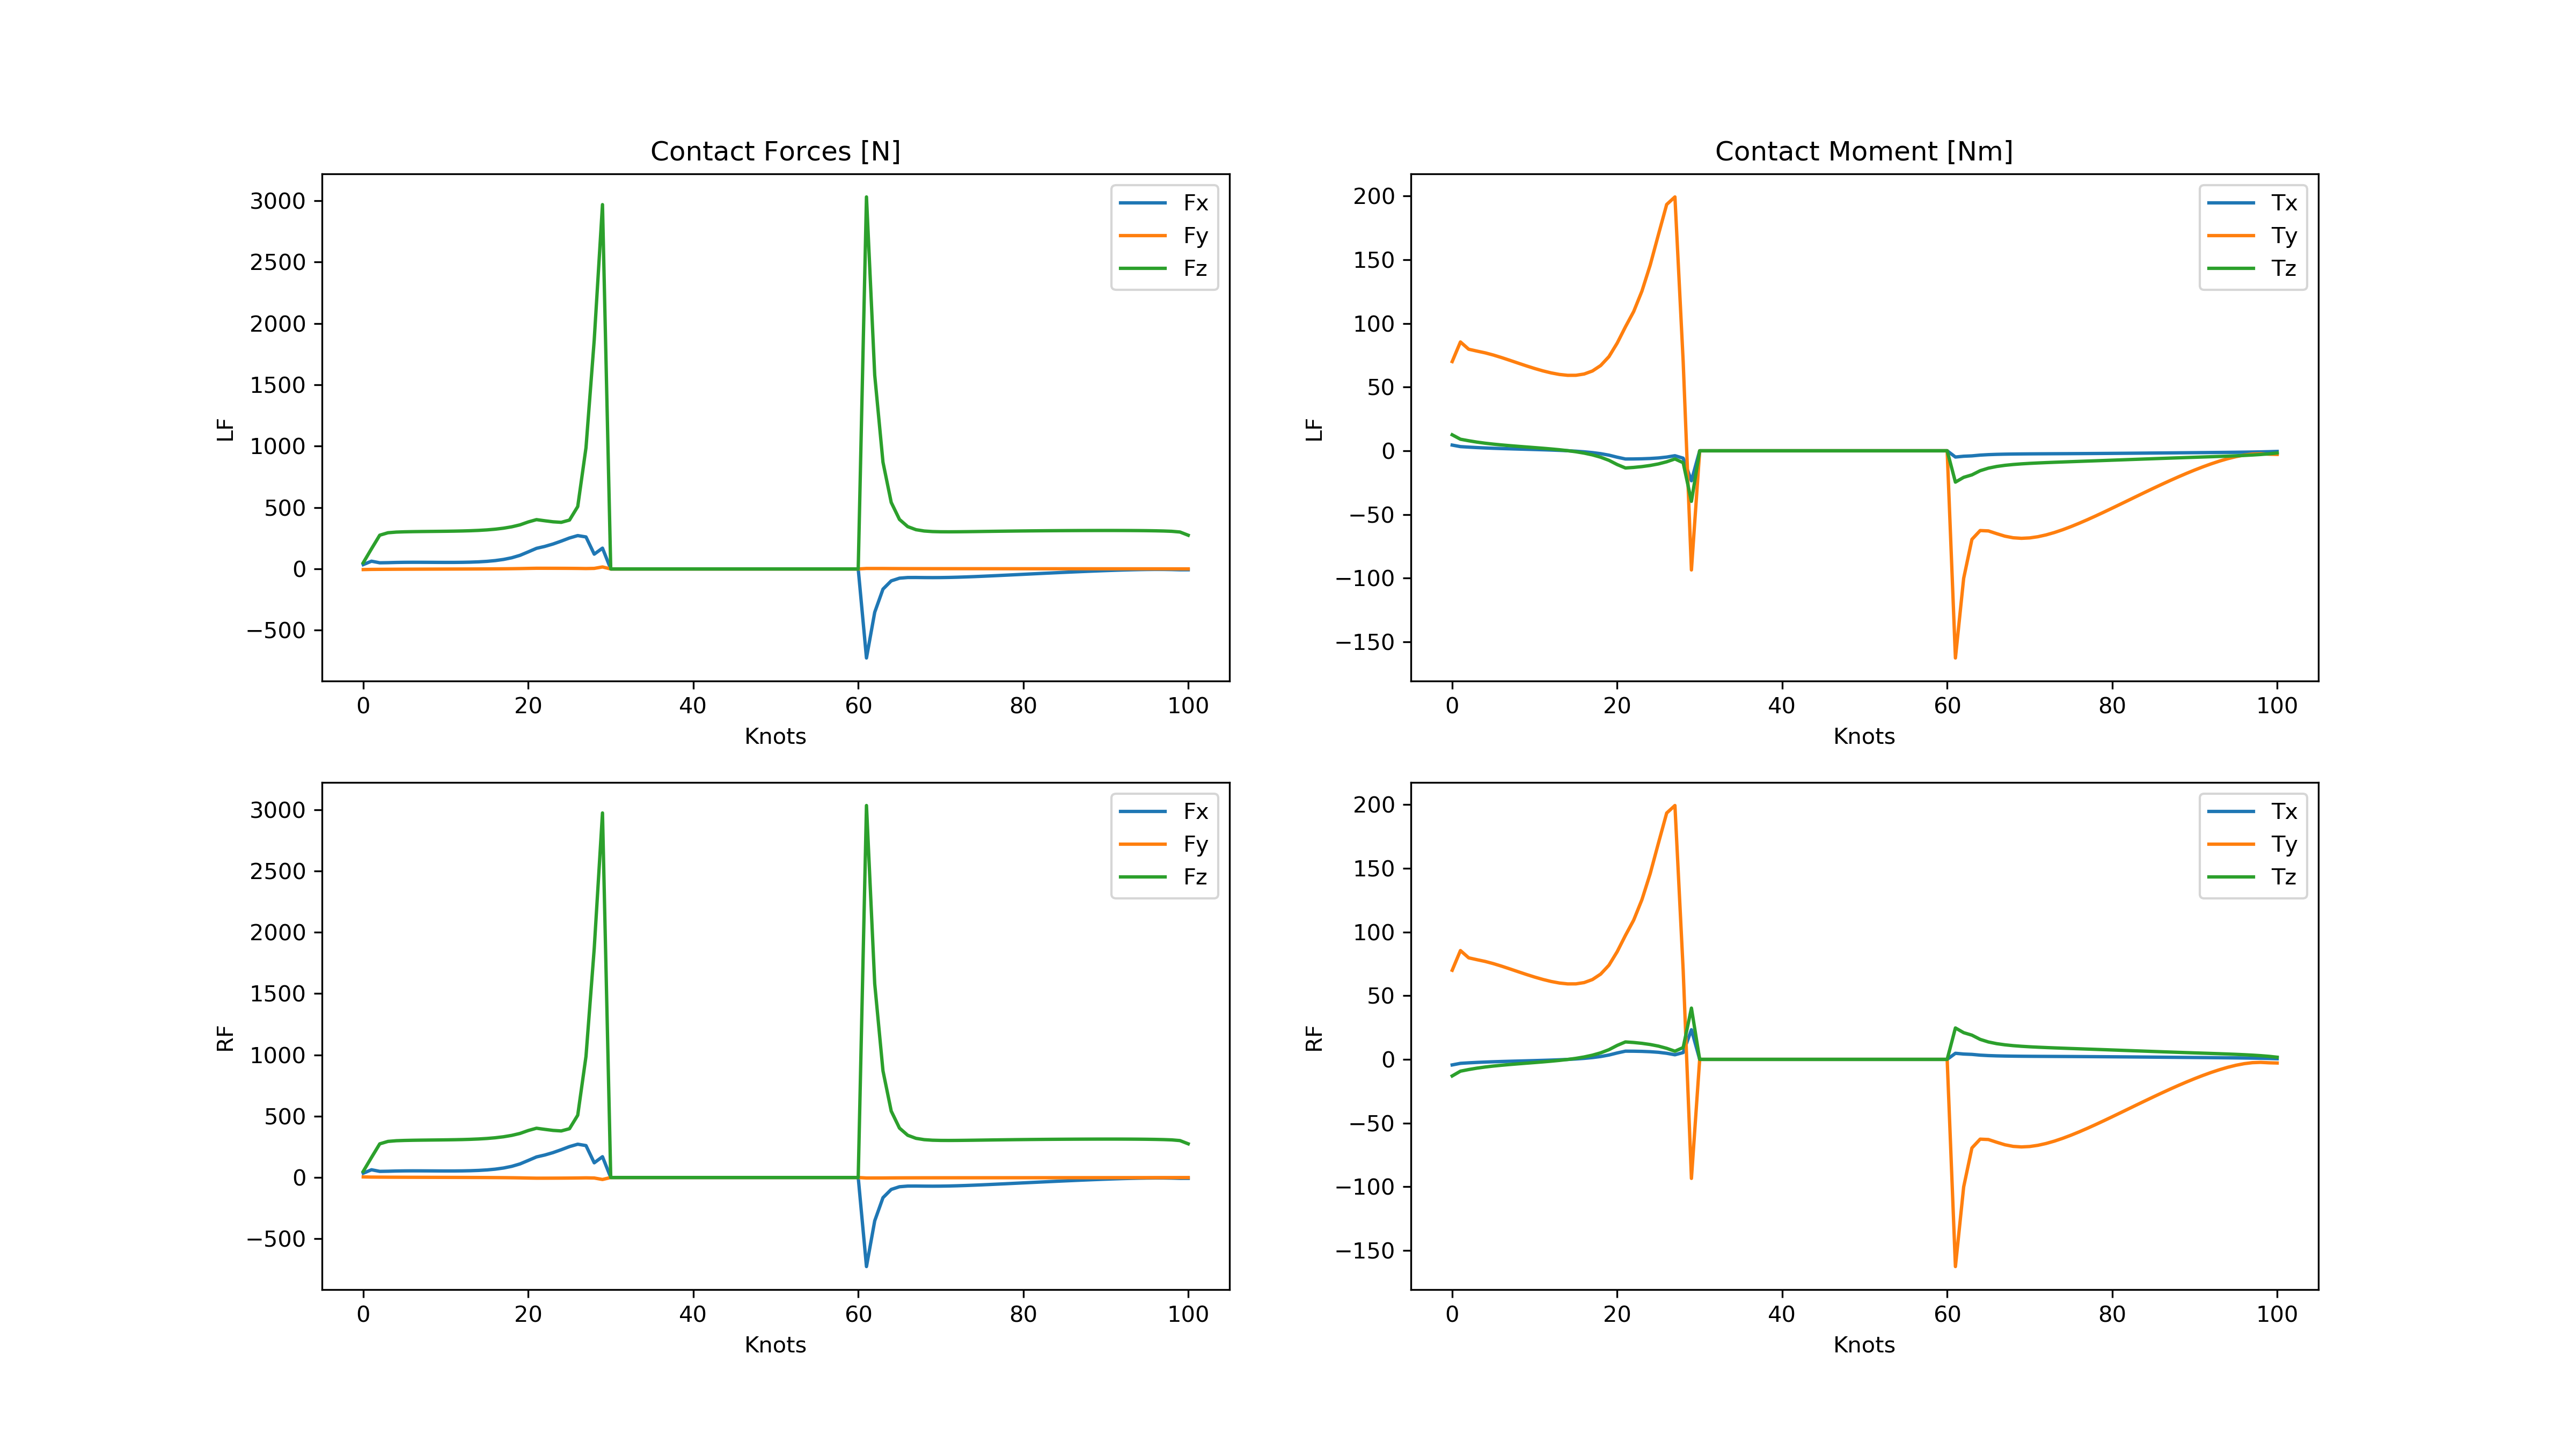 Contact Forces [N]
3000
2500
2000
1500
1000
500
0
−500
LF
0 20 40 60 80 100
Knots
Fx
Fy
Fz
Contact Moment [Nm]
200
150
100
50
0
−50
−100
−150
LF
0 20 40 60 80 100
Knots
Tx
Ty
Tz
3000
2500
2000
1500
1000
500
0
−500
RF
0 20 40 60 80 100
Knots
Fx
Fy
Fz
200
150
100
50
0
−50
−100
−150
RF
0 20 40 60 80 100
Knots
Tx
Ty
Tz